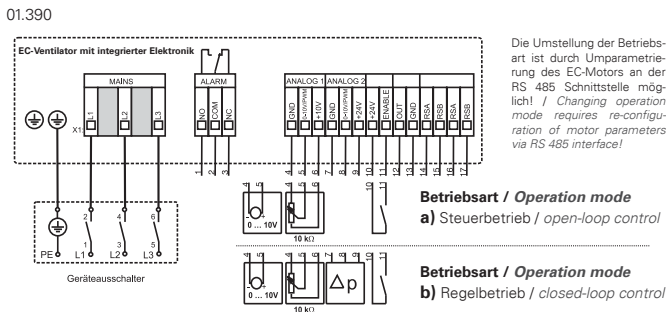 01.390
EC-Ventilator mit integrierter Elektronik
MAINS
ALARM
ANALOG 1
ANALOG 2
X1:
L1
L2
L3
NO
COM
NC
GND
0-10V/PWM
+10V
GND
0-10V/PWM
+24V
+24V
ENABLE
OUT
GND
RSA
RSB
RSA
RSB
1
2
3
4
5
6
7
8
9
10
11
12
13
14
15
16
17
Die Umstellung der Betriebs-
art ist durch Umparametrie-
rung des EC-Motors an der
RS 485 Schnittstelle mög-
lich! / Changing operation
mode requires re-configu-
ration of motor parameters
via RS 485 interface!
2
4
6
1
3
5
PE
L1
L2
L3
Geräteausschalter
4
5
4
5
6
10
11
- +
0 ... 10V
10 kΩ
Betriebsart / Operation mode
a) Steuerbetrieb / open-loop control
4
5
4
5
6
7
8
9
10
11
- +
0 ... 10V
10 kΩ
Δp
Betriebsart / Operation mode
b) Regelbetrieb / closed-loop control